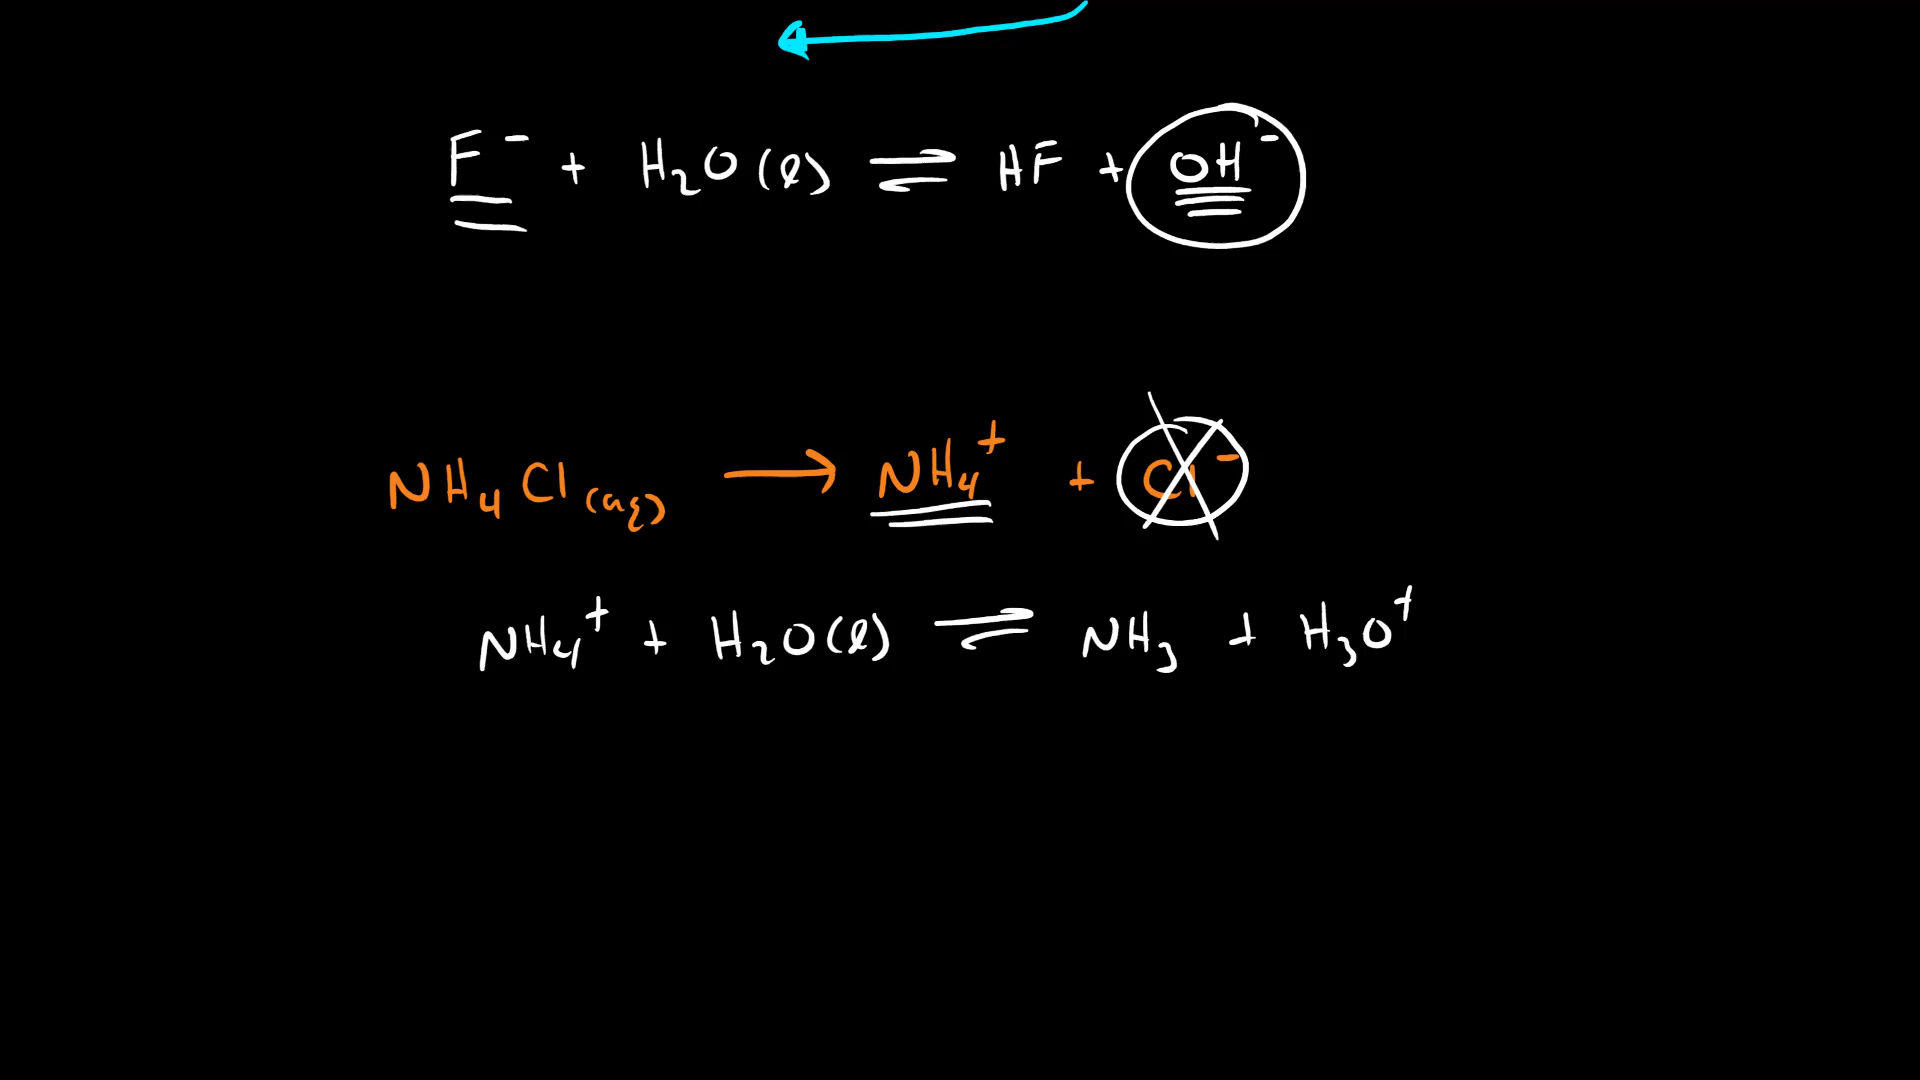 F⁻ + H₂O(l) ⇌ HF + OH⁻
NH₄Cl(aq) → NH₄⁺ + Cl⁻
NH₄⁺ + H₂O(l) ⇌ NH₃ + H₃O⁺